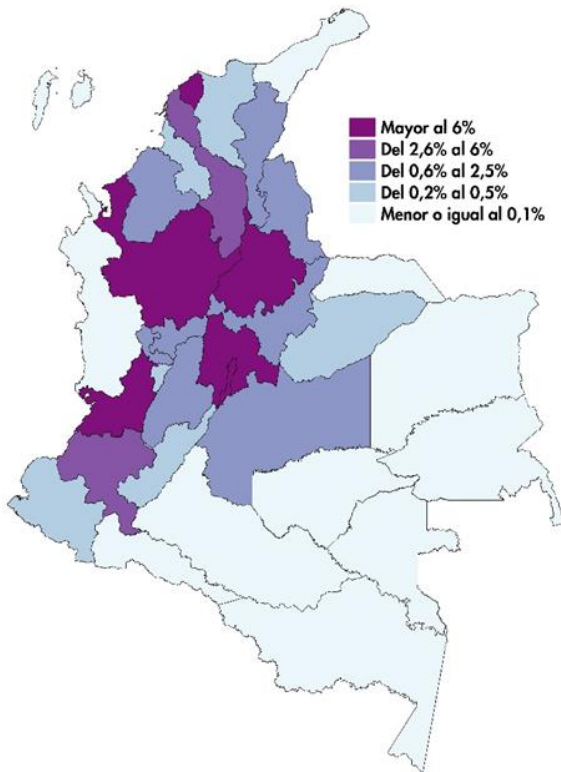 Mayor al 6%
Del 2,6% al 6%
Del 0,6% al 2,5%
Del 0,2% al 0,5%
Menor o igual al 0,1%